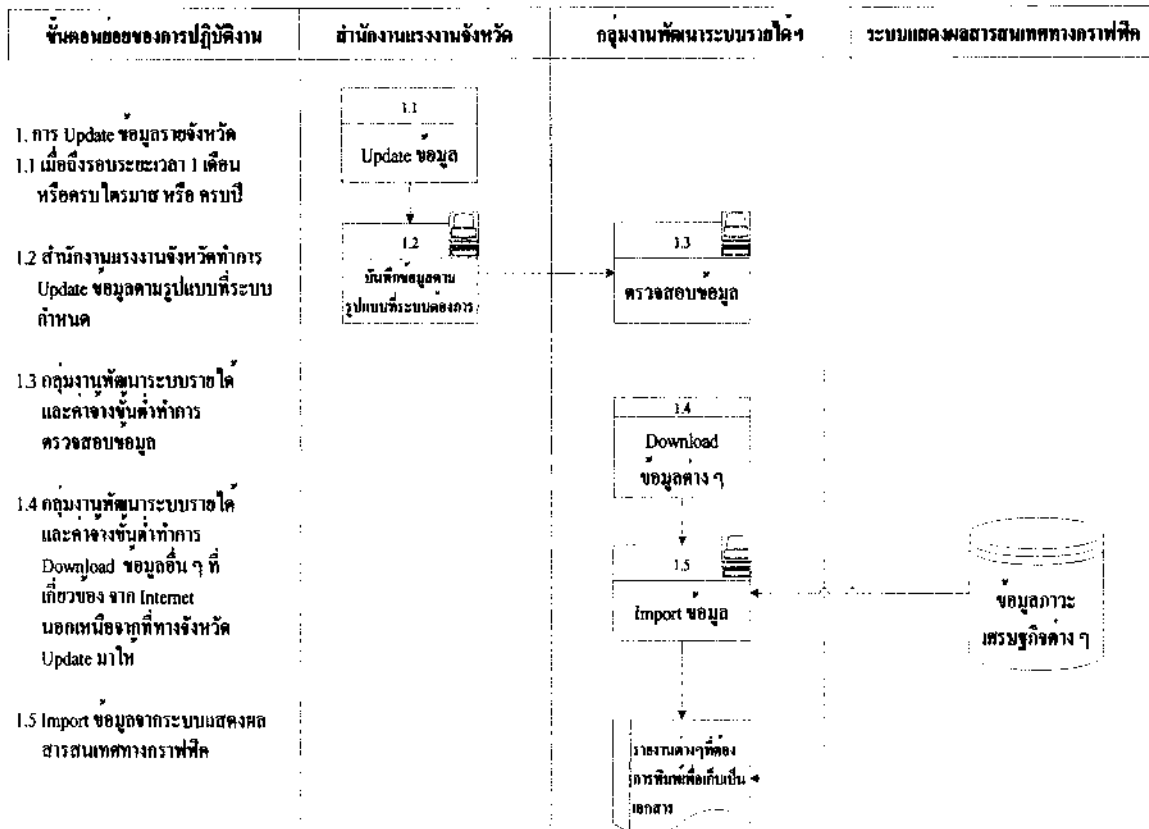 ขั้นตอนย่อยของการปฏิบัติงาน
สำนักงานแรงงานจังหวัด
กลุ่มงานพัฒนาระบบรายได้ฯ
ระบบแสดงผลสารสนเทศทางกราฟฟิค
1. การ Update ข้อมูลรายจังหวัด
1.1 เมื่อถึงรอบระยะเวลา 1 เดือน
หรือครบไตรมาส หรือ ครบปี
1.2 สำนักงานแรงงานจังหวัดทำการ
Update ข้อมูลตามรูปแบบที่ระบบ
กำหนด
1.3 กลุ่มงานพัฒนาระบบรายได้
และค่าจ้างขั้นต่ำทำการ
ตรวจสอบข้อมูล
1.4 กลุ่มงานพัฒนาระบบรายได้
และค่าจ้างขั้นต่ำทำการ
Download ข้อมูลอื่น ๆ ที่
เกี่ยวข้อง จาก Internet
นอกเหนือจากที่ทางจังหวัด
Update มาให้
1.5 Import ข้อมูลจากระบบแสดงผล
สารสนเทศทางกราฟฟิค
1.1
Update ข้อมูล
1.2
บันทึกข้อมูลตาม
รูปแบบที่ระบบต้องการ
1.3
ตรวจสอบข้อมูล
1.4
Download
ข้อมูลต่าง ๆ
1.5
Import ข้อมูล
รายงานต่างๆที่ต้อง
การพิมพ์เพื่อเก็บเป็น
เอกสาร
ข้อมูลภาวะ
เศรษฐกิจต่าง ๆ